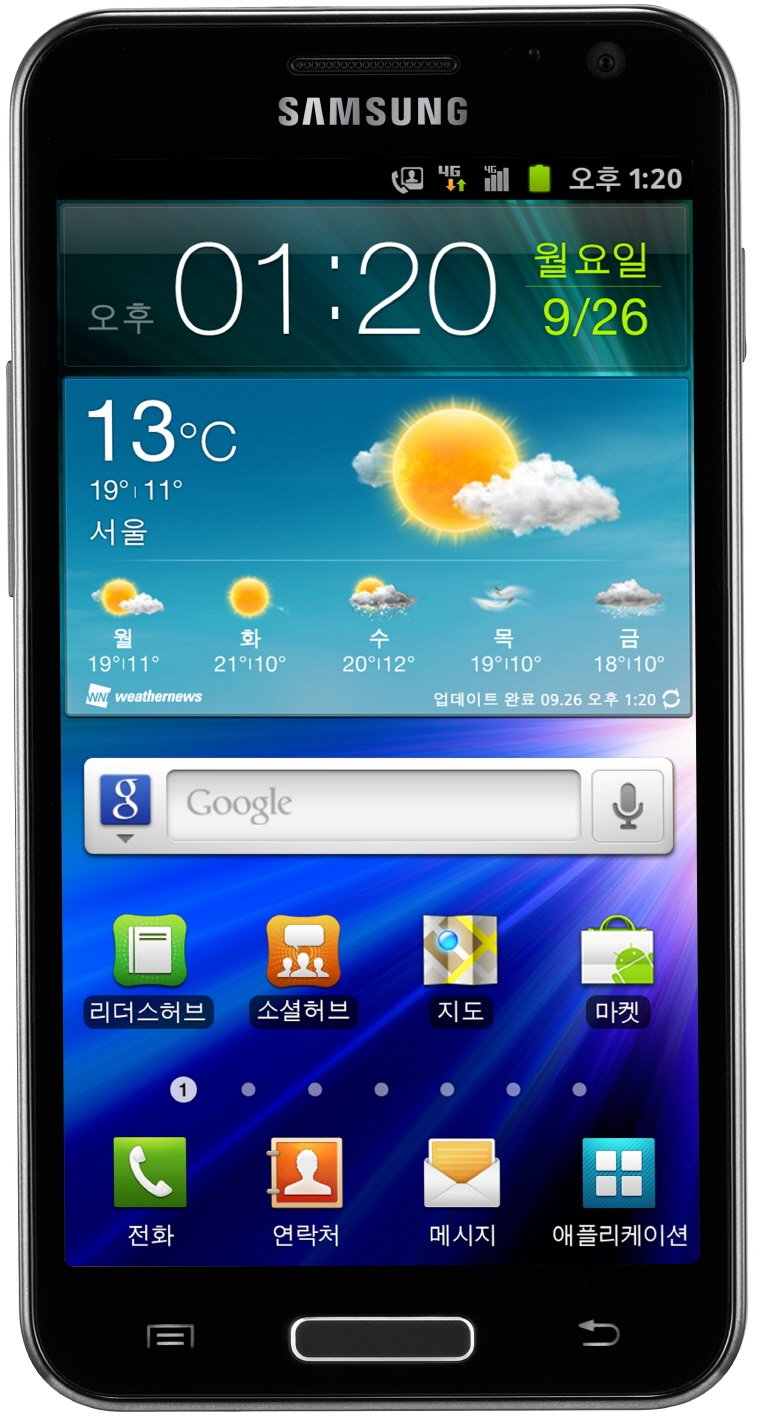 SAMSUNG
4G 4G 오후 1:20
오후 01:20 월요일
9/26
13°C
19° 11°
서울
월 화 수 목 금
19° 11° 21° 10° 20° 12° 19° 10° 18° 10°
WNI weathernews 업데이트 완료 09.26 오후 1:20
g Google
리더스허브 소셜허브 지도 마켓
1
전화 연락처 메시지 애플리케이션